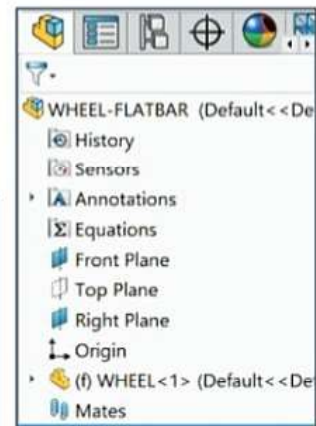 WHEEL-FLATBAR (Default<<De
History
Sensors
Annotations
Equations
Front Plane
Top Plane
Right Plane
Origin
(f) WHEEL<1> (Default<<De
Mates